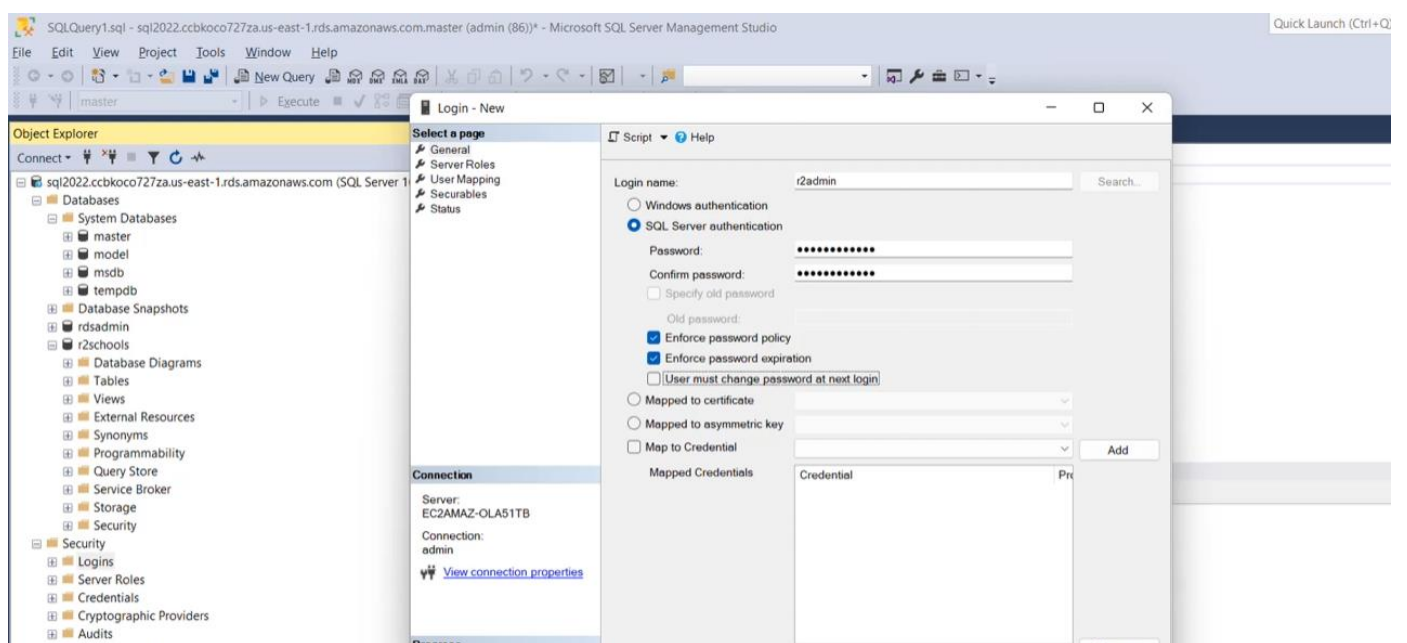 SQLQuery1.sql - sql2022.ccbkoco727za.us-east-1.rds.amazonaws.com.master (admin (86))* - Microsoft SQL Server Management Studio
Quick Launch (Ctrl+Q)
File Edit View Project Tools Window Help
New Query
master
Execute
Object Explorer
Connect
sql2022.ccbkoco727za.us-east-1.rds.amazonaws.com (SQL Server
Databases
System Databases
master
model
msdb
tempdb
Database Snapshots
rdsadmin
r2schools
Database Diagrams
Tables
Views
External Resources
Synonyms
Programmability
Query Store
Service Broker
Storage
Security
Security
Logins
Server Roles
Credentials
Cryptographic Providers
Audits
Login - New
Select a page
General
Server Roles
User Mapping
Securables
Status
Connection
Server:
EC2AMAZ-OLA51TB
Connection:
admin
View connection properties
Script Help
Login name: r2admin Search...
Windows authentication
SQL Server authentication
Password: ●●●●●●●●●●●●
Confirm password: ●●●●●●●●●●●●
Specify old password
Old password:
Enforce password policy
Enforce password expiration
User must change password at next login
Mapped to certificate
Mapped to asymmetric key
Map to Credential Add
Mapped Credentials Credential